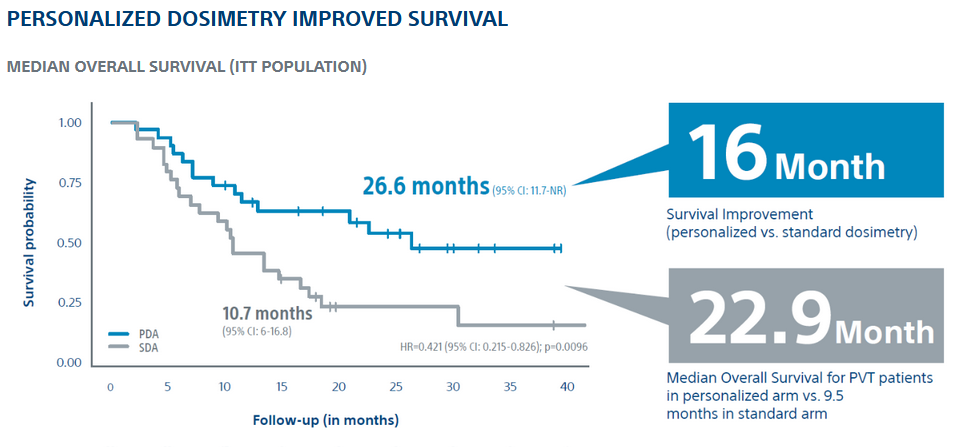 PERSONALIZED DOSIMETRY IMPROVED SURVIVAL
MEDIAN OVERALL SURVIVAL (ITT POPULATION)
Survival probability
1.00
0.75
0.50
0.25
0.00
26.6 months (95% CI: 11.7-NR)
10.7 months
(95% CI: 6-16.8)
PDA
SDA
HR=0.421 (95% CI: 0.215-0.826); p=0.0096
0 5 10 15 20 25 30 35 40
Follow-up (in months)
16 Month
Survival Improvement
(personalized vs. standard dosimetry)
22.9 Month
Median Overall Survival for PVT patients
in personalized arm vs. 9.5
months in standard arm